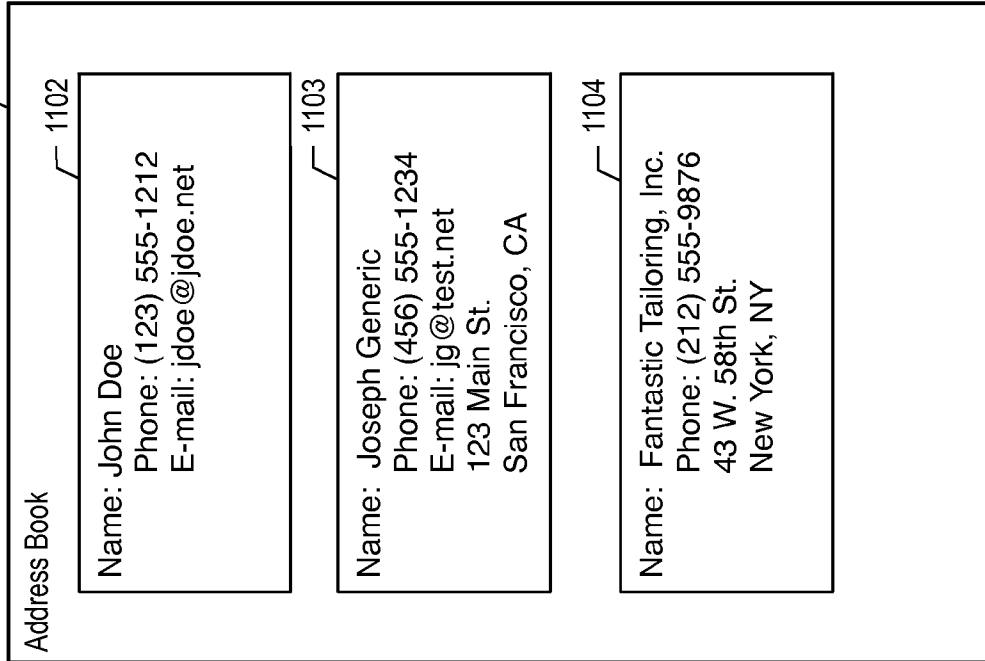 Address Book
1102
Name: John Doe
Phone: (123) 555-1212
E-mail: jdoe@jdoe.net
1103
Name: Joseph Generic
Phone: (456) 555-1234
E-mail: jg@test.net
123 Main St.
San Francisco, CA
1104
Name: Fantastic Tailoring, Inc.
Phone: (212) 555-9876
43 W. 58th St.
New York, NY